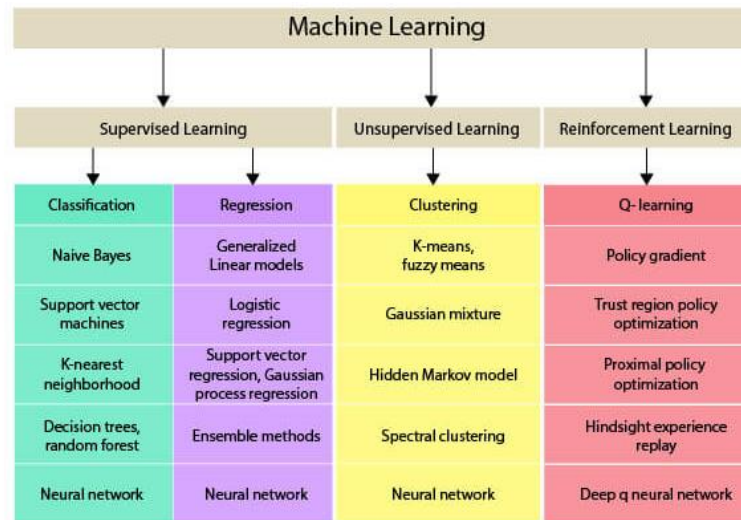 Machine Learning
Supervised Learning
Unsupervised Learning
Reinforcement Learning
Classification
Regression
Clustering
Q- learning
Naive Bayes
Generalized
Linear models
K-means,
fuzzy means
Policy gradient
Support vector
machines
Logistic
regression
Gaussian mixture
Trust region policy
optimization
K-nearest
neighborhood
Support vector
regression, Gaussian
process regression
Hidden Markov model
Proximal policy
optimization
Decision trees,
random forest
Ensemble methods
Spectral clustering
Hindsight experience
replay
Neural network
Neural network
Neural network
Deep q neural network